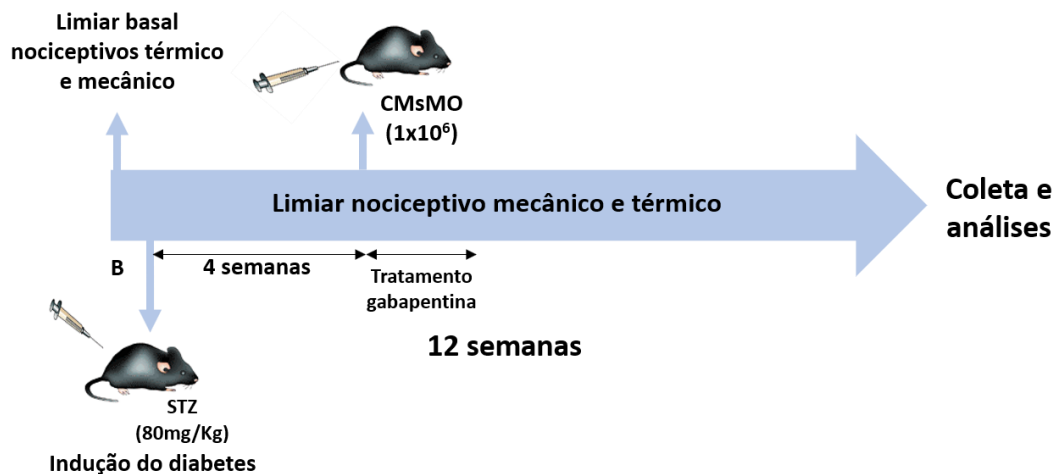 Limiar basal
nociceptivos térmico
e mecânico
CMsMO
(1x10⁶)
Limiar nociceptivo mecânico e térmico
Coleta e
análises
B
4 semanas
Tratamento
gabapentina
12 semanas
STZ
(80mg/Kg)
Indução do diabetes